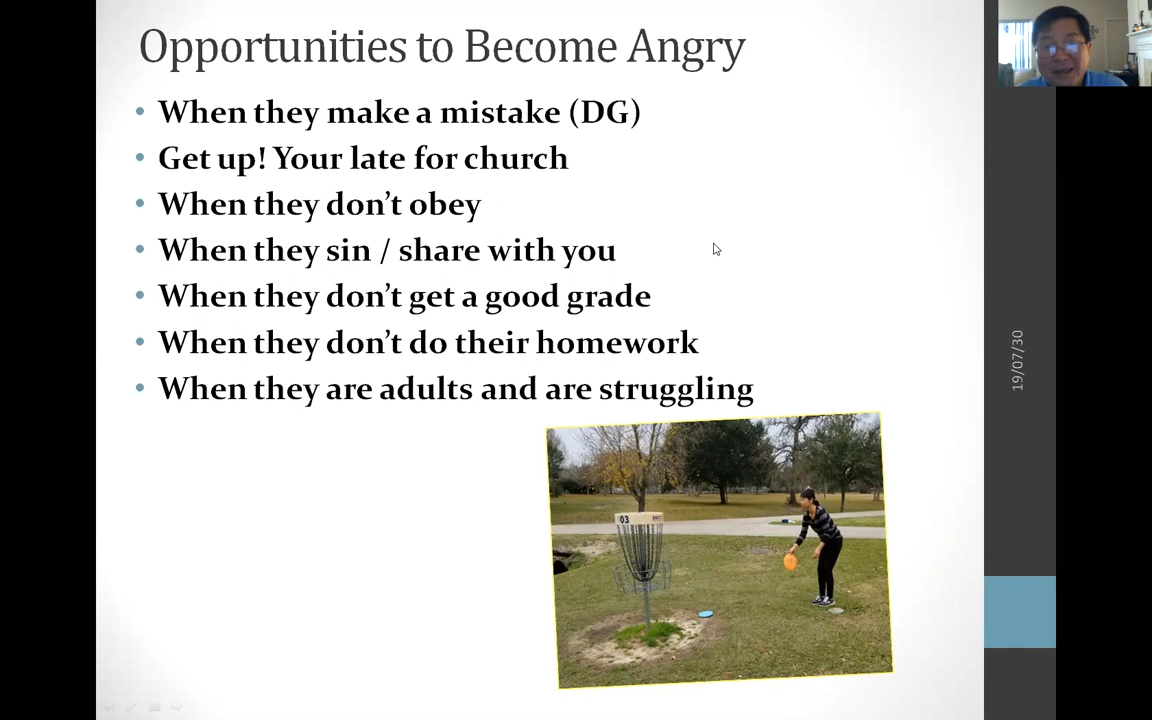 Opportunities to Become Angry
• When they make a mistake (DG)
• Get up! Your late for church
• When they don’t obey
• When they sin / share with you
• When they don’t get a good grade
• When they don’t do their homework
• When they are adults and are struggling
19/07/30
03